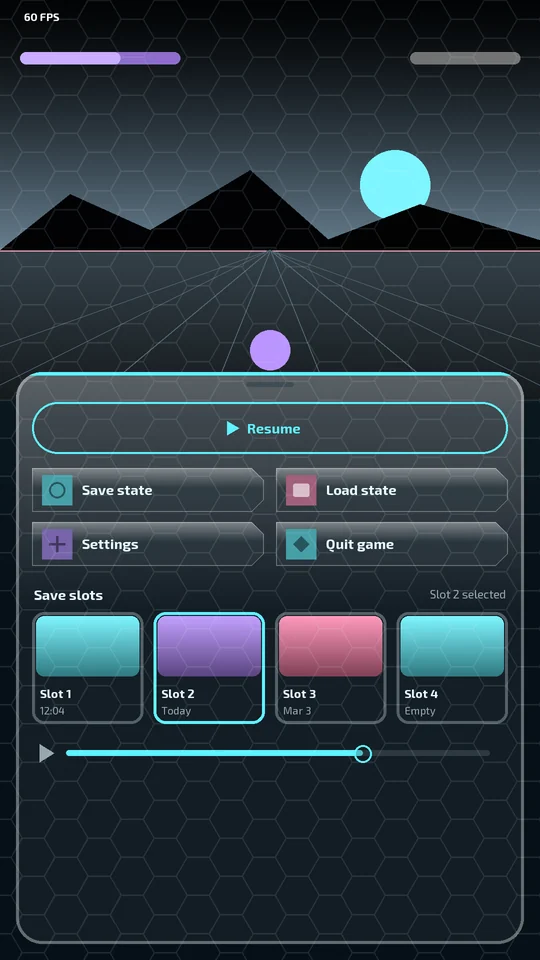 60 FPS
Resume
Save state
Load state
Settings
Quit game
Save slots
Slot 2 selected
Slot 1
12:04
Slot 2
Today
Slot 3
Mar 3
Slot 4
Empty